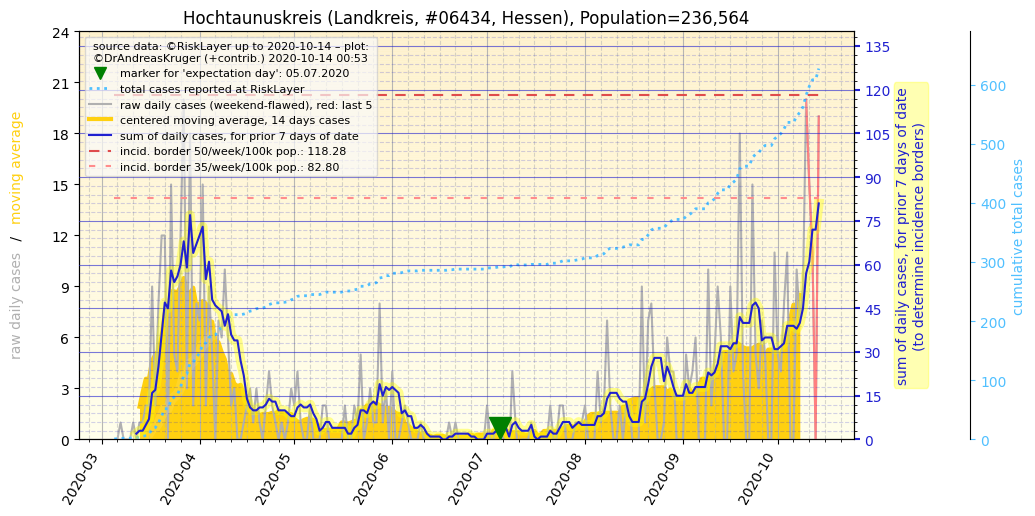 Hochtaunuskreis (Landkreis, #06434, Hessen), Population=236,564
source data: ©RiskLayer up to 2020-10-14 – plot:
©DrAndreasKruger (+contrib.) 2020-10-14 00:53
marker for 'expectation day': 05.07.2020
total cases reported at RiskLayer
raw daily cases (weekend-flawed), red: last 5
centered moving average, 14 days cases
sum of daily cases, for prior 7 days of date
incid. border 50/week/100k pop.: 118.28
incid. border 35/week/100k pop.: 82.80
raw daily cases / moving average
24
21
18
15
12
9
6
3
0
135
120
105
90
75
60
45
30
15
0
sum of daily cases, for prior 7 days of date
(to determine incidence borders)
600
500
400
300
200
100
0
cumulative total cases
2020-03
2020-04
2020-05
2020-06
2020-07
2020-08
2020-09
2020-10